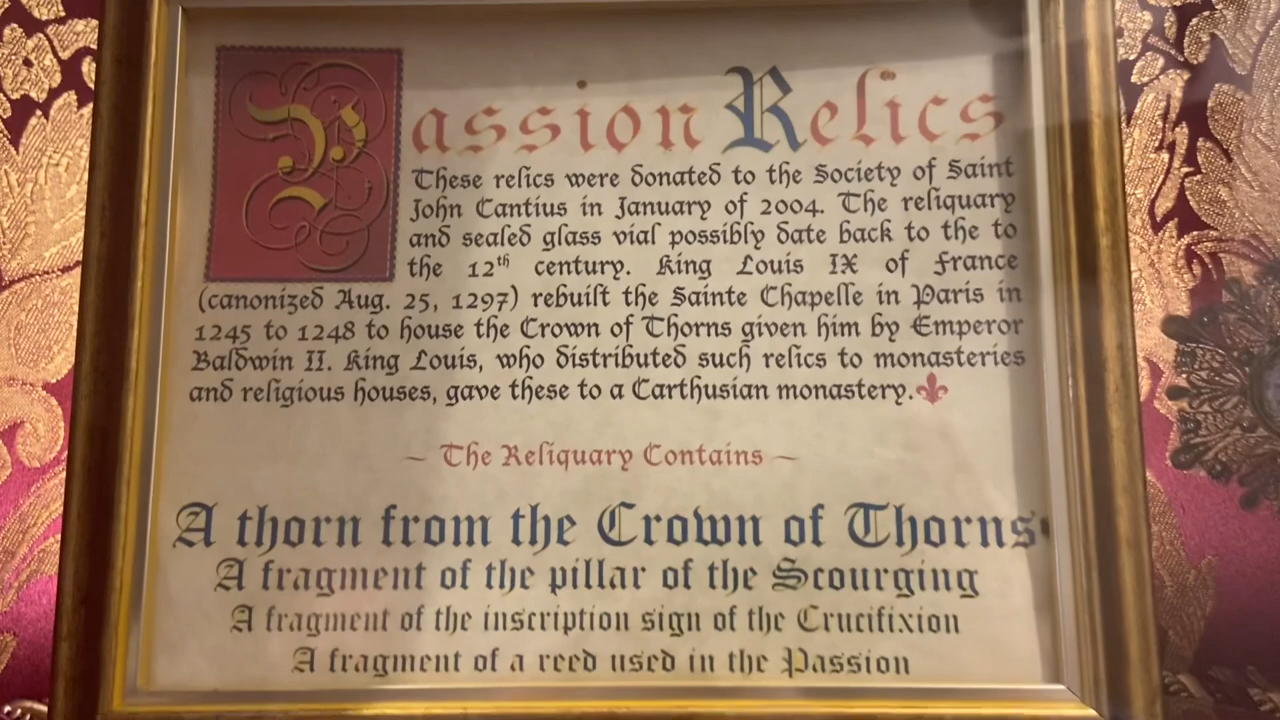 Passion Relics
These relics were donated to the Society of Saint
John Cantius in January of 2004. The reliquary
and sealed glass vial possibly date back to the to
the 12th century. King Louis IX of France
(canonized Aug. 25, 1297) rebuilt the Sainte Chapelle in Paris in
1245 to 1248 to house the Crown of Thorns given him by Emperor
Baldwin II. King Louis, who distributed such relics to monasteries
and religious houses, gave these to a Carthusian monastery.
~ The Reliquary Contains ~
A thorn from the Crown of Thorns
A fragment of the pillar of the Scourging
A fragment of the inscription sign of the Crucifixion
A fragment of a reed used in the Passion